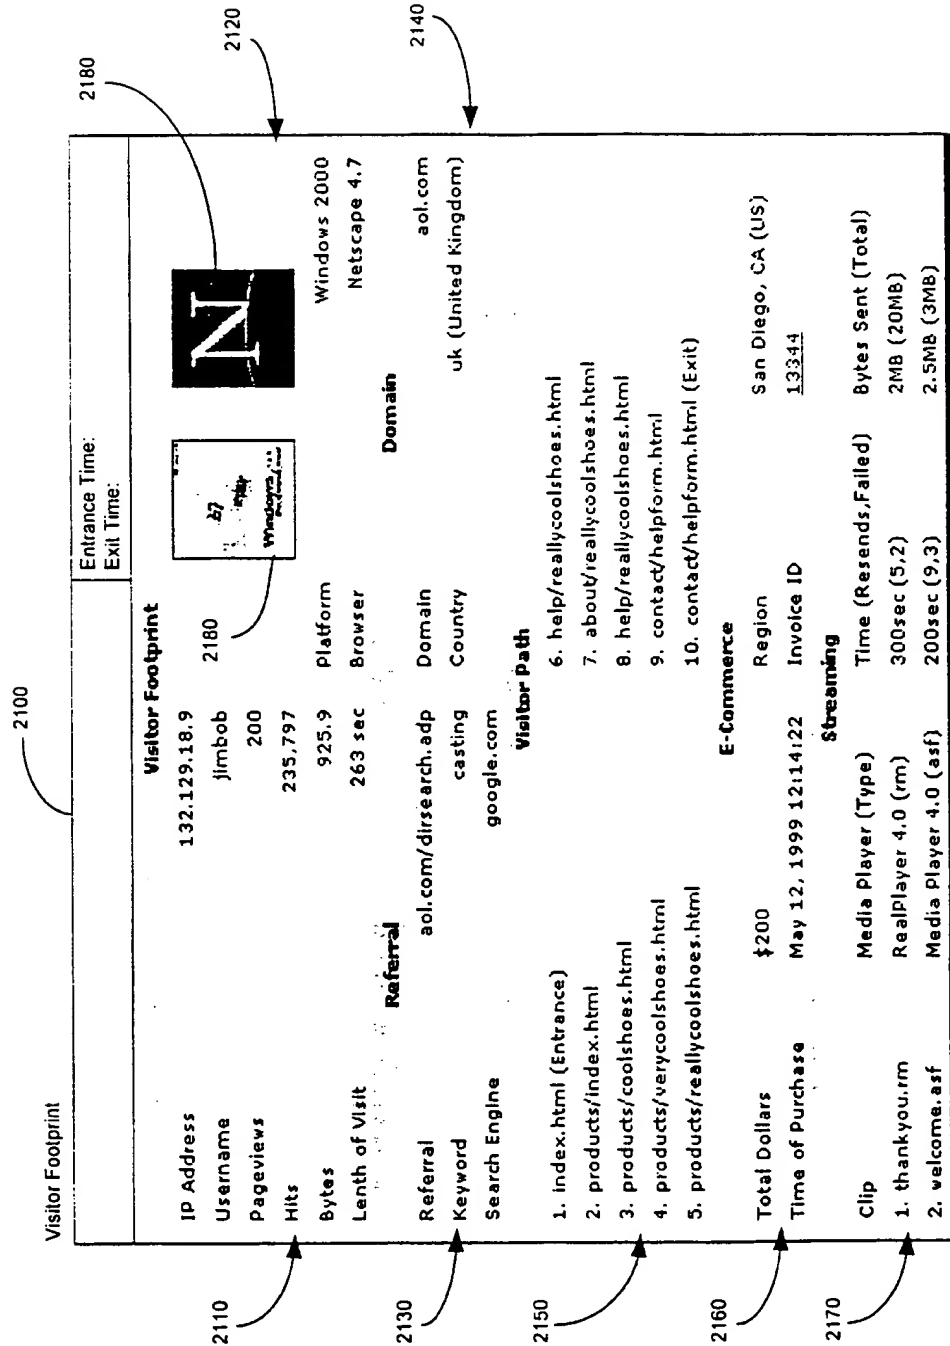 Visitor Footprint
2100
Entrance Time:
Exit Time:
2180
2120
2140
Visitor Footprint
IP Address 132.129.18.9
Username jimbob
Pageviews 200
Hits 235,797
Bytes 925.9 Platform Windows 2000
Lenth of Visit 263 sec Browser Netscape 4.7
N
Windows
2180
2110
Referral Domain
Referral aol.com/dirsearch.adp Domain aol.com
Keyword casting Country uk (United Kingdom)
Search Engine google.com
2130
Visitor Path
1. index.html (Entrance) 6. help/reallycoolshoes.html
2. products/index.html 7. about/reallycoolshoes.html
3. products/coolshoes.html 8. help/reallycoolshoes.html
4. products/verycoolshoes.html 9. contact/helpform.html
5. products/reallycoolshoes.html 10. contact/helpform.html (Exit)
2150
E-Commerce
Total Dollars $200 Region San Diego, CA (US)
Time of Purchase May 12, 1999 12:14:22 Invoice ID 13344
2160
Streaming
Clip Media Player (Type) Time (Resends,Failed) Bytes Sent (Total)
1. thankyou.rm RealPlayer 4.0 (rm) 300sec (5,2) 2MB (20MB)
2. welcome.asf Media Player 4.0 (asf) 200sec (9,3) 2.5MB (3MB)
2170